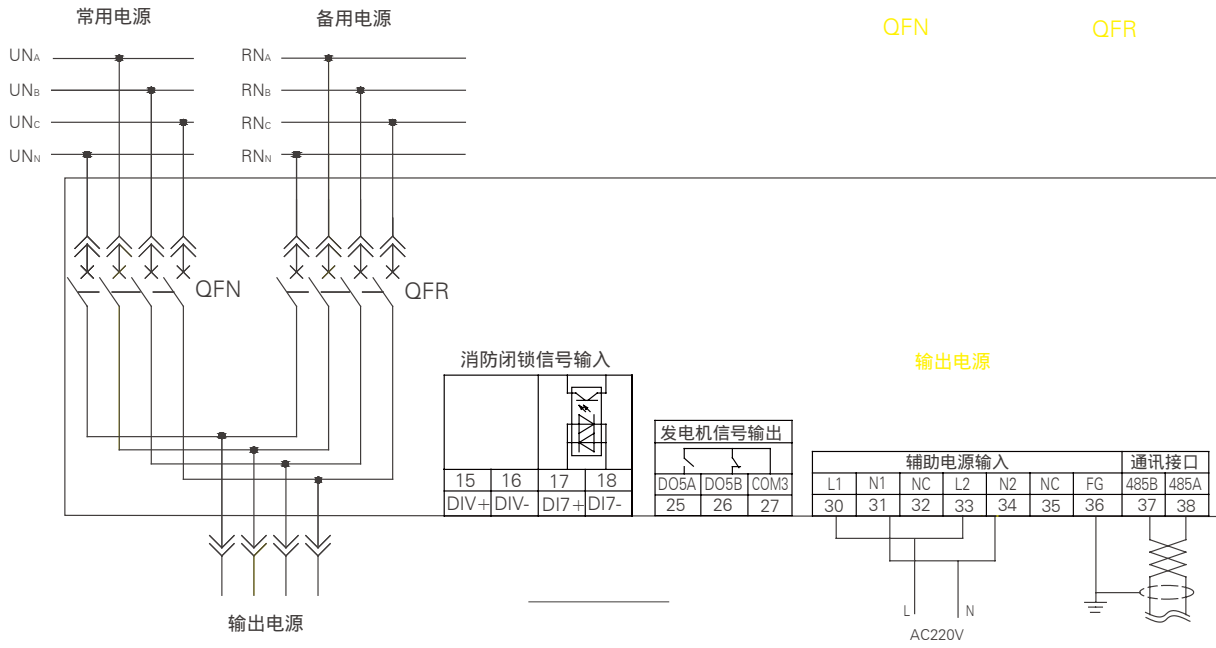 常用电源
备用电源
QFN
QFR
UNA
RNA
UNB
RNB
UNC
RNC
UNN
RNN
QFN
QFR
消防闭锁信号输入
输出电源
发电机信号输出
辅助电源输入
通讯接口
15 16 17 18
DIV+ DIV- DI7+ DI7-
DO5A DO5B COM3
25 26 27
L1 N1 NC L2 N2 NC FG 485B 485A
30 31 32 33 34 35 36 37 38
L N
AC220V
输出电源